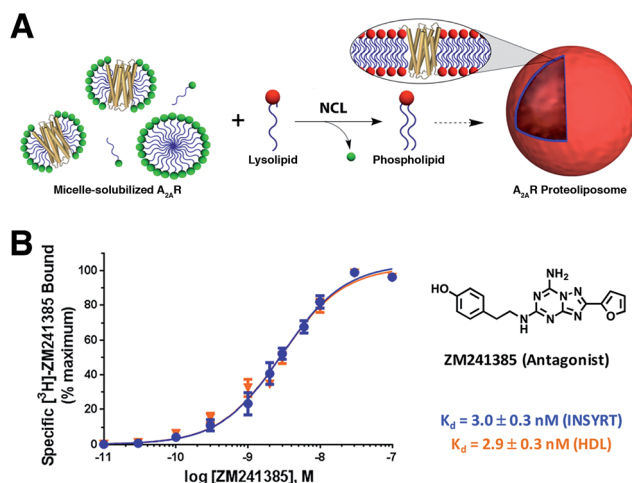 A
NCL
+
Lysolipid
Phospholipid
Micelle-solubilized A2AR
A2AR Proteoliposome
B
Specific [³H]-ZM241385 Bound
(% maximum)
100
80
60
40
20
0
-11
-10
-9
-8
-7
log [ZM241385], M
NH₂
HO
N
N
N
N
N
N
H
O
ZM241385 (Antagonist)
Kd = 3.0 ± 0.3 nM (INSYRT)
Kd = 2.9 ± 0.3 nM (HDL)